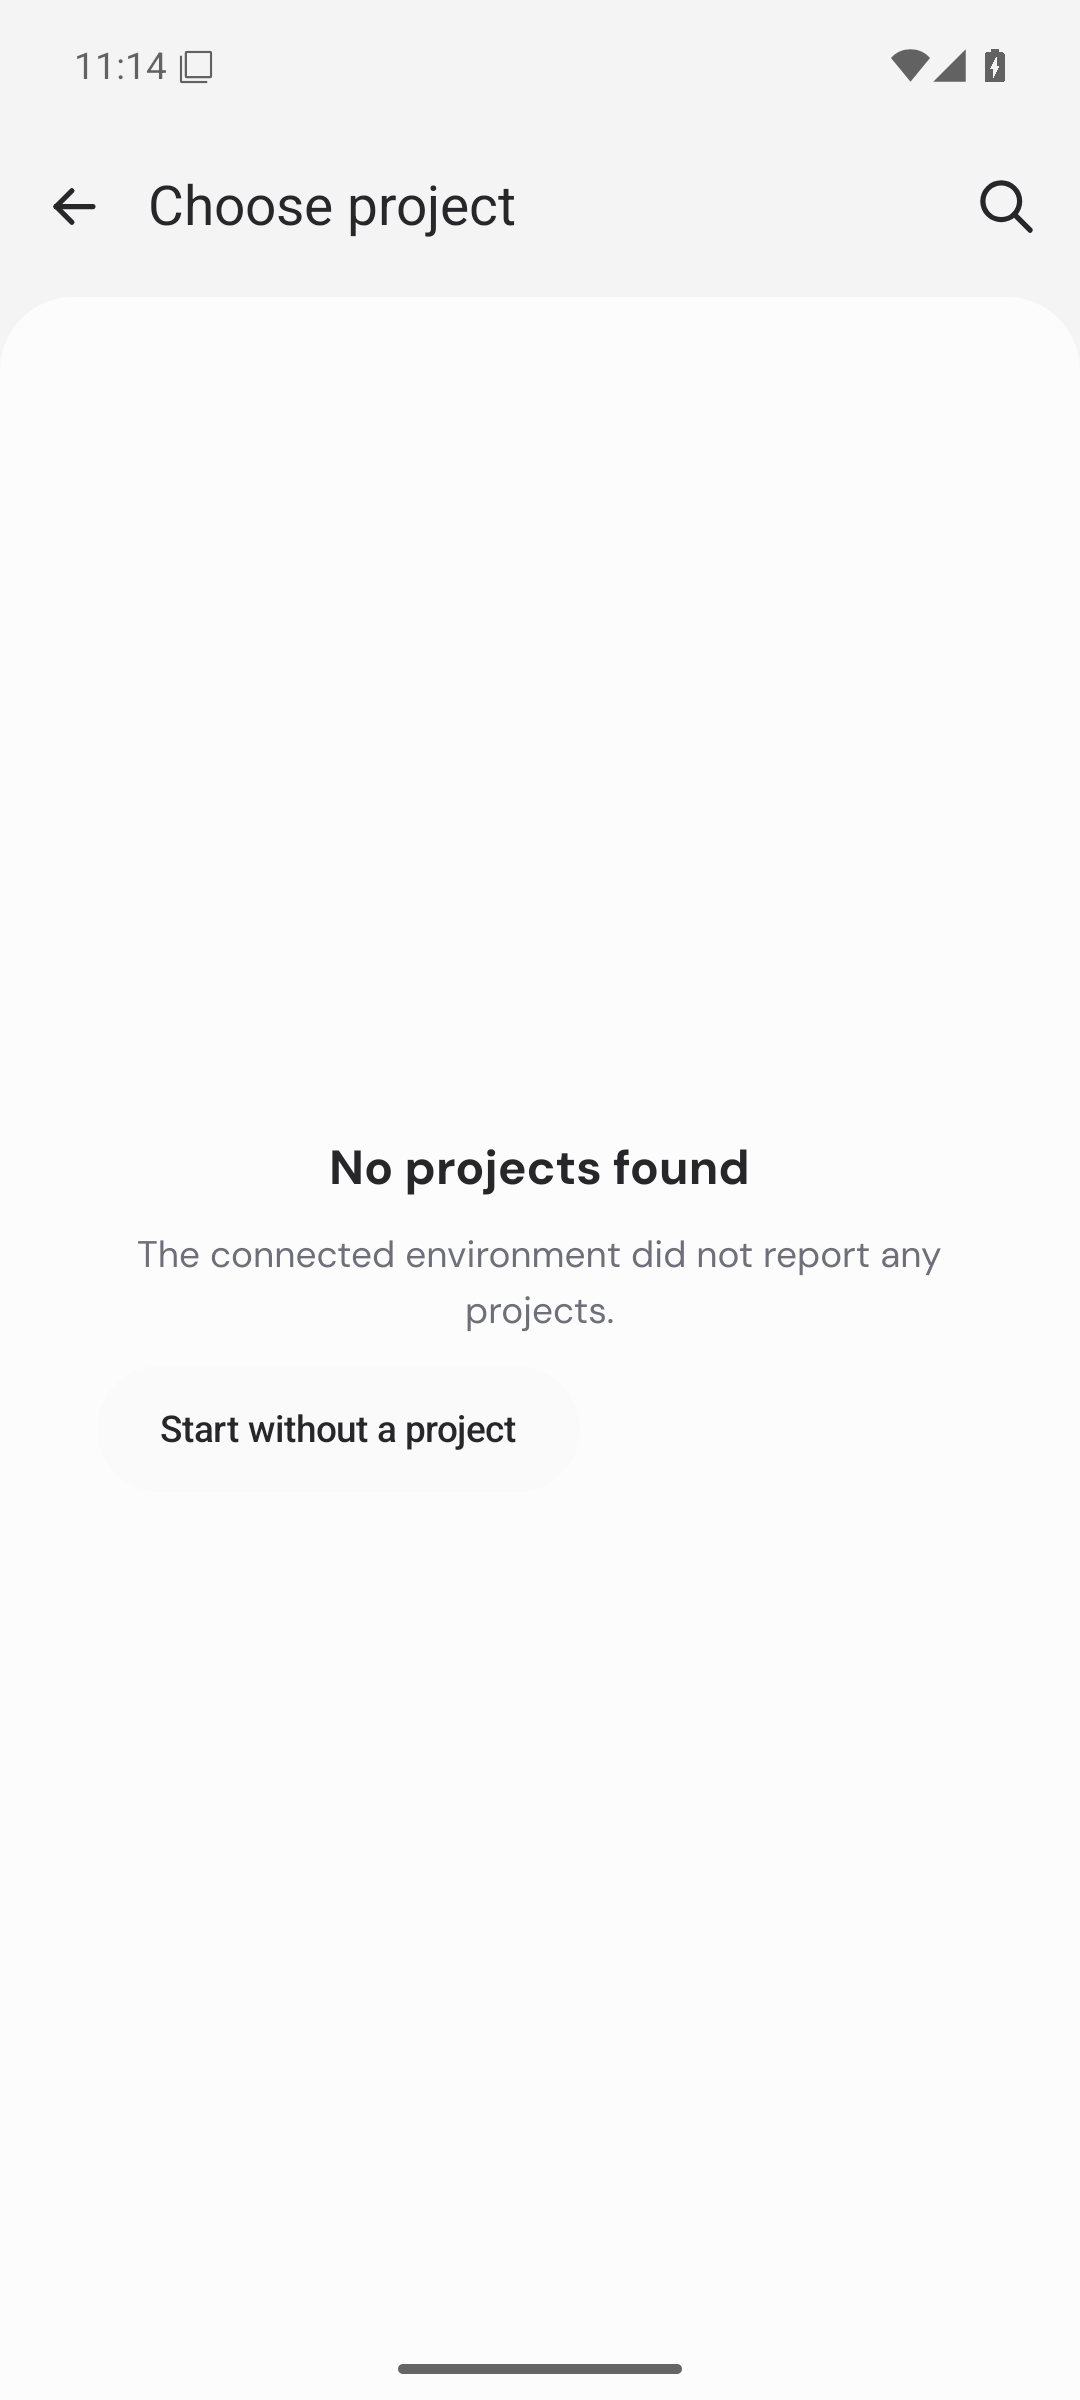 11:14
Choose project
No projects found
The connected environment did not report any
projects.
Start without a project